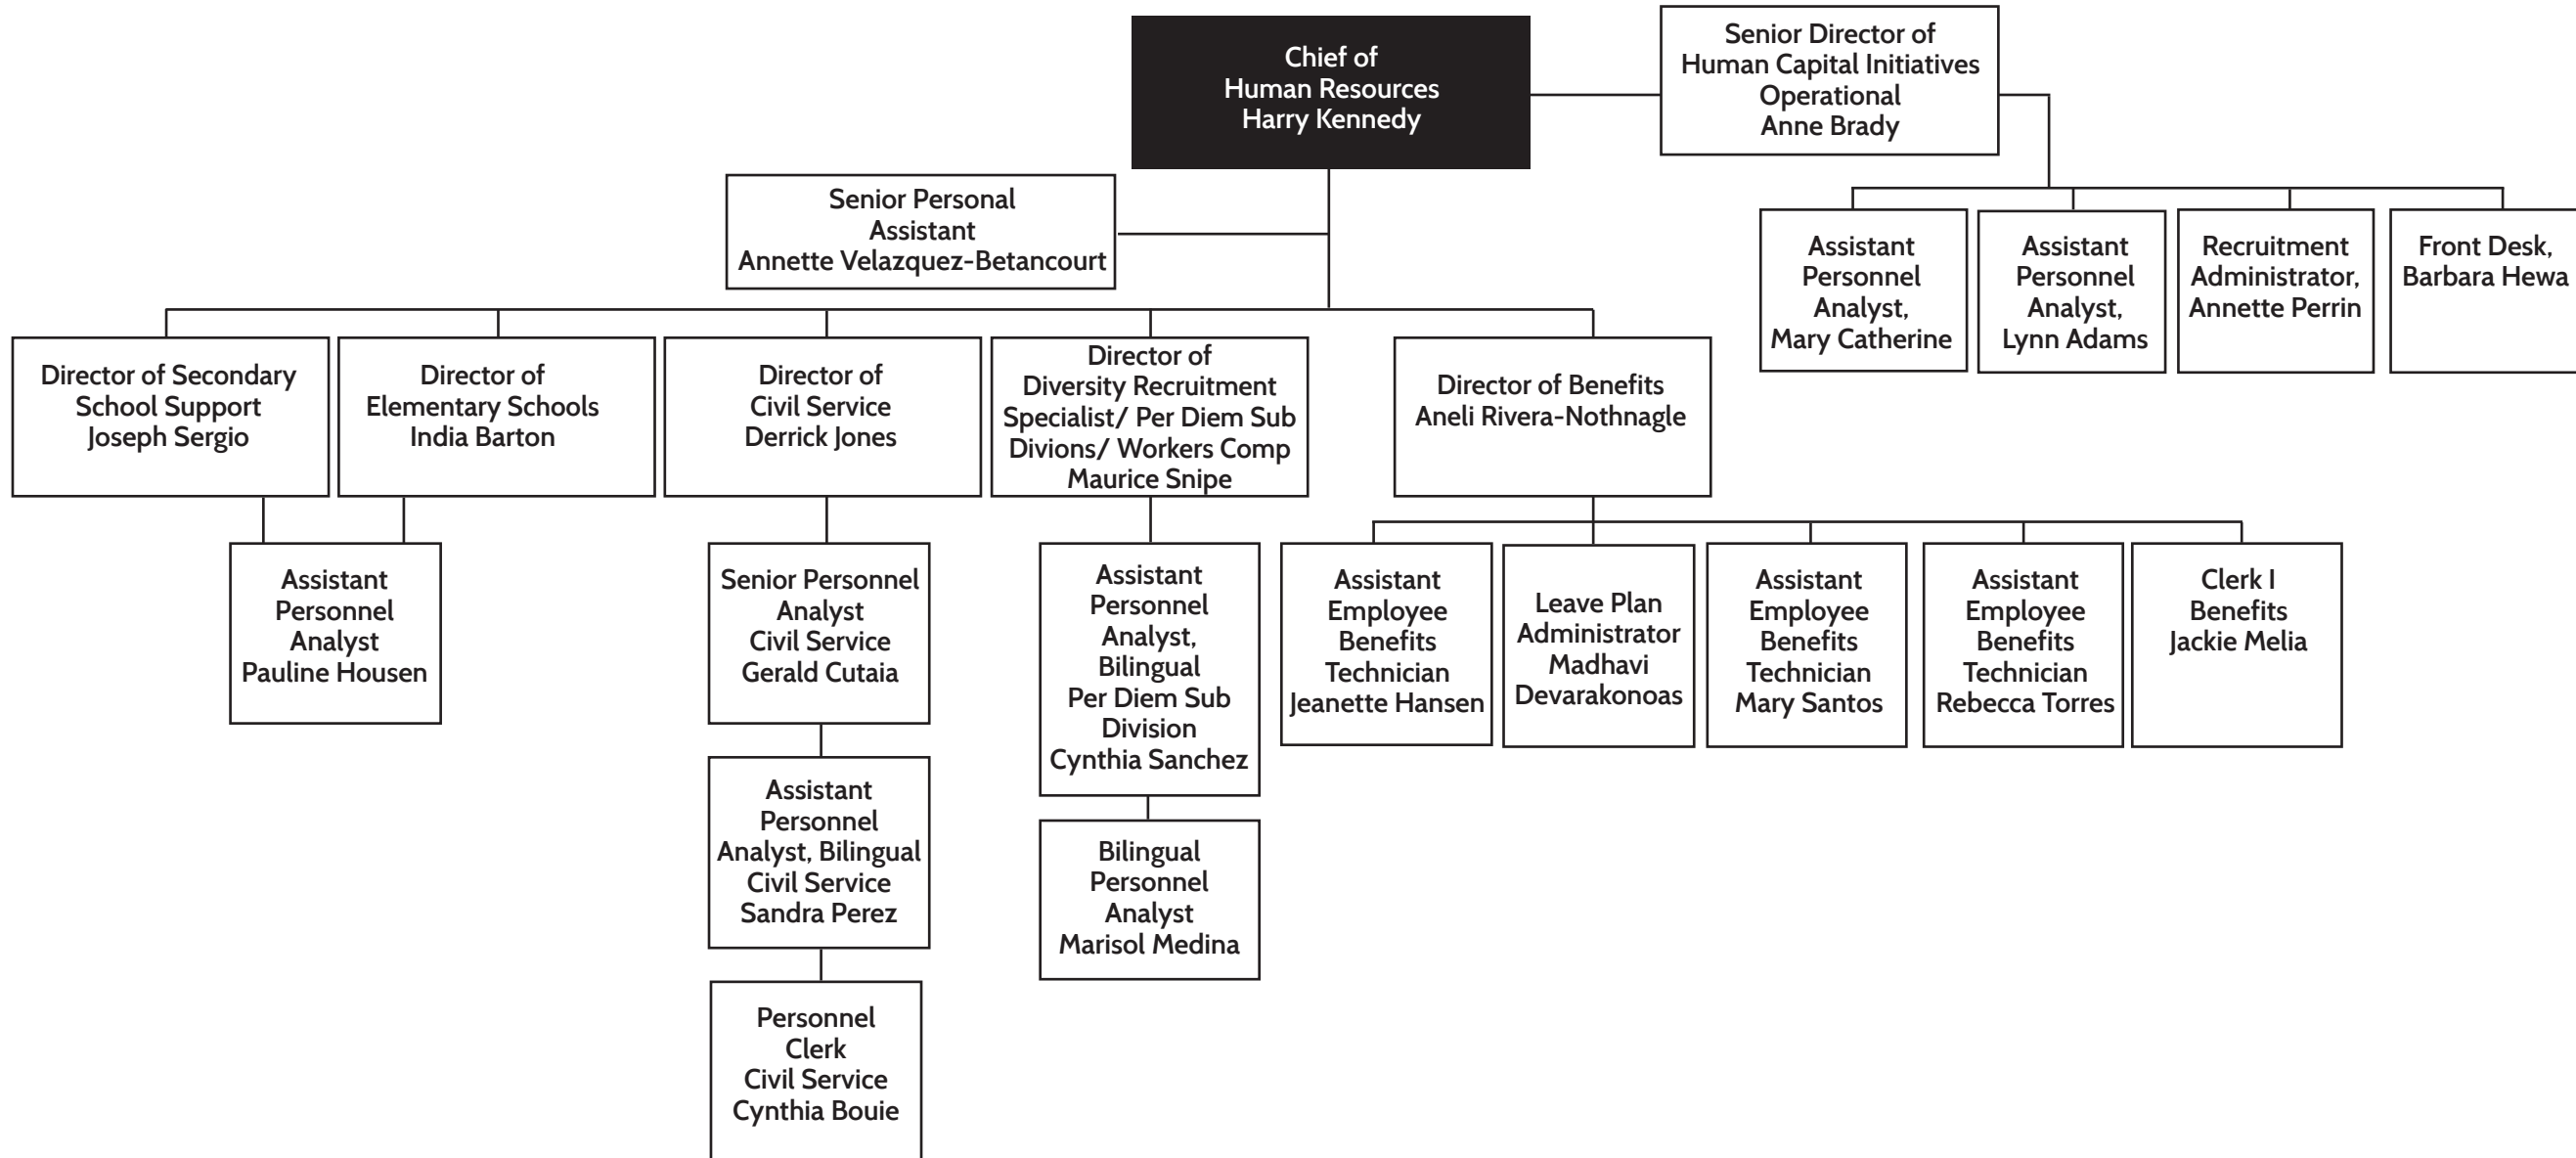 Chief of
Human Resources
Harry Kennedy
Senior Director of
Human Capital Initiatives
Operational
Anne Brady
Senior Personal
Assistant
Annette Velazquez-Betancourt
Assistant
Personnel
Analyst,
Mary Catherine
Assistant
Personnel
Analyst,
Lynn Adams
Recruitment
Administrator,
Annette Perrin
Front Desk,
Barbara Hewa
Director of Secondary
School Support
Joseph Sergio
Director of
Elementary Schools
India Barton
Director of
Civil Service
Derrick Jones
Director of
Diversity Recruitment
Specialist/ Per Diem Sub
Divions/ Workers Comp
Maurice Snipe
Director of Benefits
Aneli Rivera-Nothnagle
Assistant
Personnel
Analyst
Pauline Housen
Senior Personnel
Analyst
Civil Service
Gerald Cutaia
Assistant
Personnel
Analyst,
Bilingual
Per Diem Sub
Division
Cynthia Sanchez
Assistant
Employee
Benefits
Technician
Jeanette Hansen
Leave Plan
Administrator
Madhavi
Devarakonoas
Assistant
Employee
Benefits
Technician
Mary Santos
Assistant
Employee
Benefits
Technician
Rebecca Torres
Clerk I
Benefits
Jackie Melia
Assistant
Personnel
Analyst, Bilingual
Civil Service
Sandra Perez
Bilingual
Personnel
Analyst
Marisol Medina
Personnel
Clerk
Civil Service
Cynthia Bouie